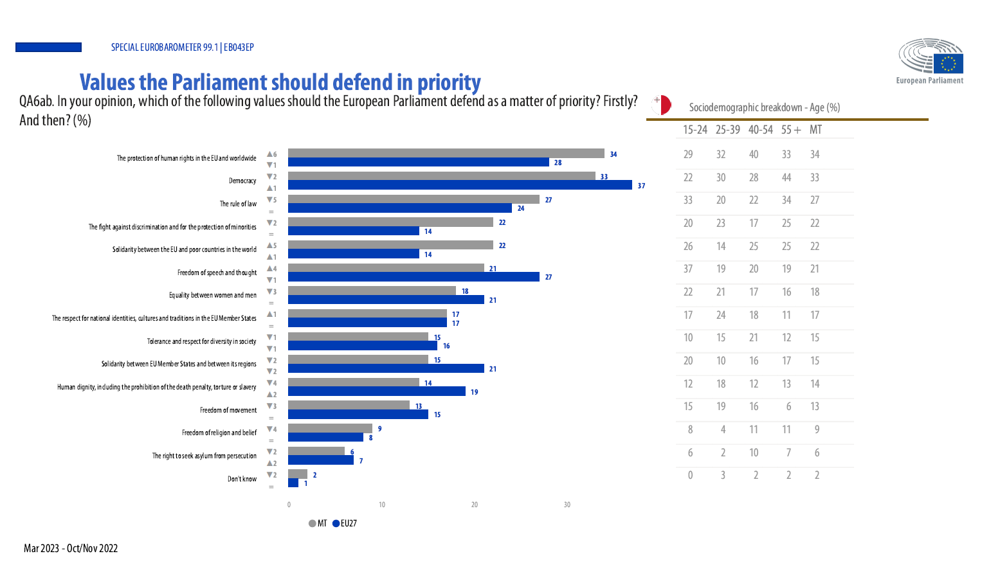 SPECIAL EUROBAROMETER 99.1 | EB043EP
European Parliament
Values the Parliament should defend in priority
QA6ab. In your opinion, which of the following values should the European Parliament defend as a matter of priority? Firstly?
And then? (%)
Sociodemographic breakdown - Age (%)
15-24 25-39 40-54 55 + MT
The protection of human rights in the EU and worldwide ▲6 34 29 32 40 33 34
▼1 28
Democracy ▼2 33 22 30 28 44 33
▲1 37
The rule of law ▼5 27 33 20 22 34 27
= 24
The fight against discrimination and for the protection of minorities ▼2 22 20 23 17 25 22
= 14
Solidarity between the EU and poor countries in the world ▲5 22 26 14 25 25 22
▲1 14
Freedom of speech and thought ▲4 21 37 19 20 19 21
▼1 27
Equality between women and men ▼3 18 22 21 17 16 18
= 21
The respect for national identities, cultures and traditions in the EU Member States ▲1 17 17 24 18 11 17
= 17
Tolerance and respect for diversity in society ▼1 15 10 15 21 12 15
▼1 16
Solidarity between EU Member States and between its regions ▼2 15 20 10 16 17 15
▼2 21
Human dignity, including the prohibition of the death penalty, torture or slavery ▼4 14 12 18 12 13 14
▲2 19
Freedom of movement ▼3 13 15 19 16 6 13
= 15
Freedom of religion and belief ▼4 9 8 4 11 11 9
= 8
The right to seek asylum from persecution ▼2 6 6 2 10 7 6
▲2 7
Don't know ▼2 2 0 3 2 2 2
= 1
0 10 20 30
MT EU27
Mar 2023 - Oct/Nov 2022